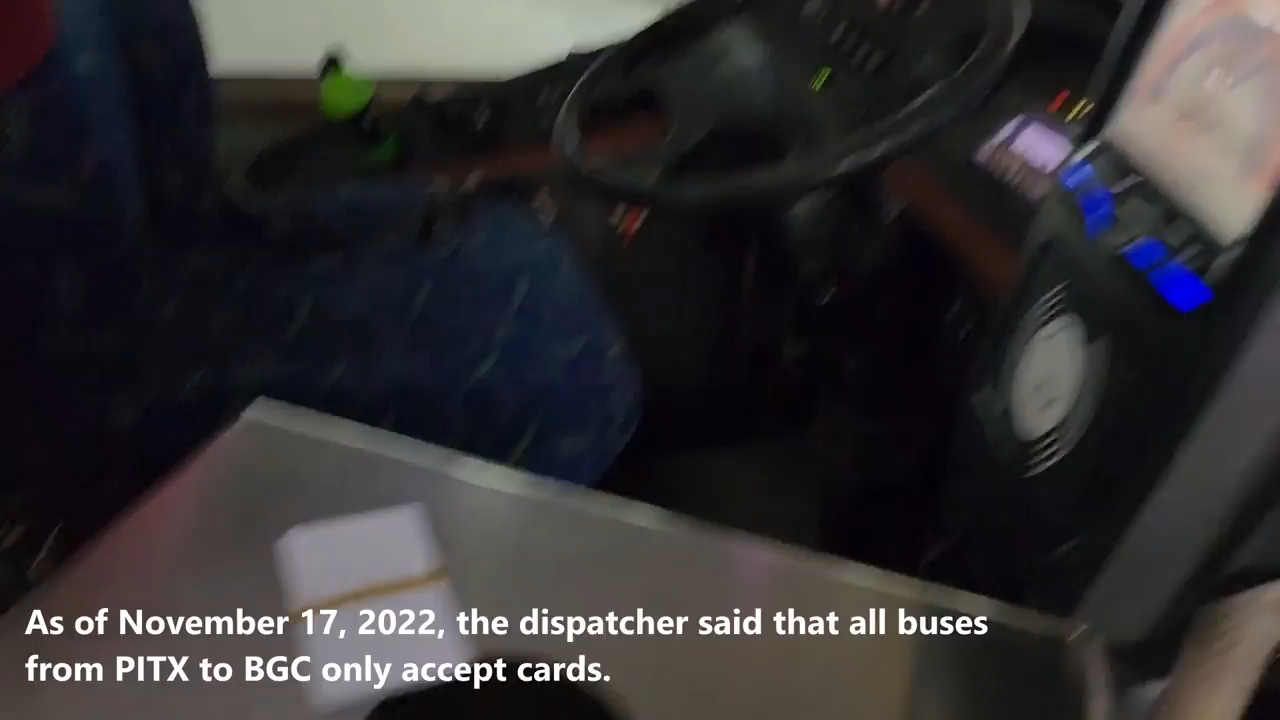 As of November 17, 2022, the dispatcher said that all buses
from PITX to BGC only accept cards.